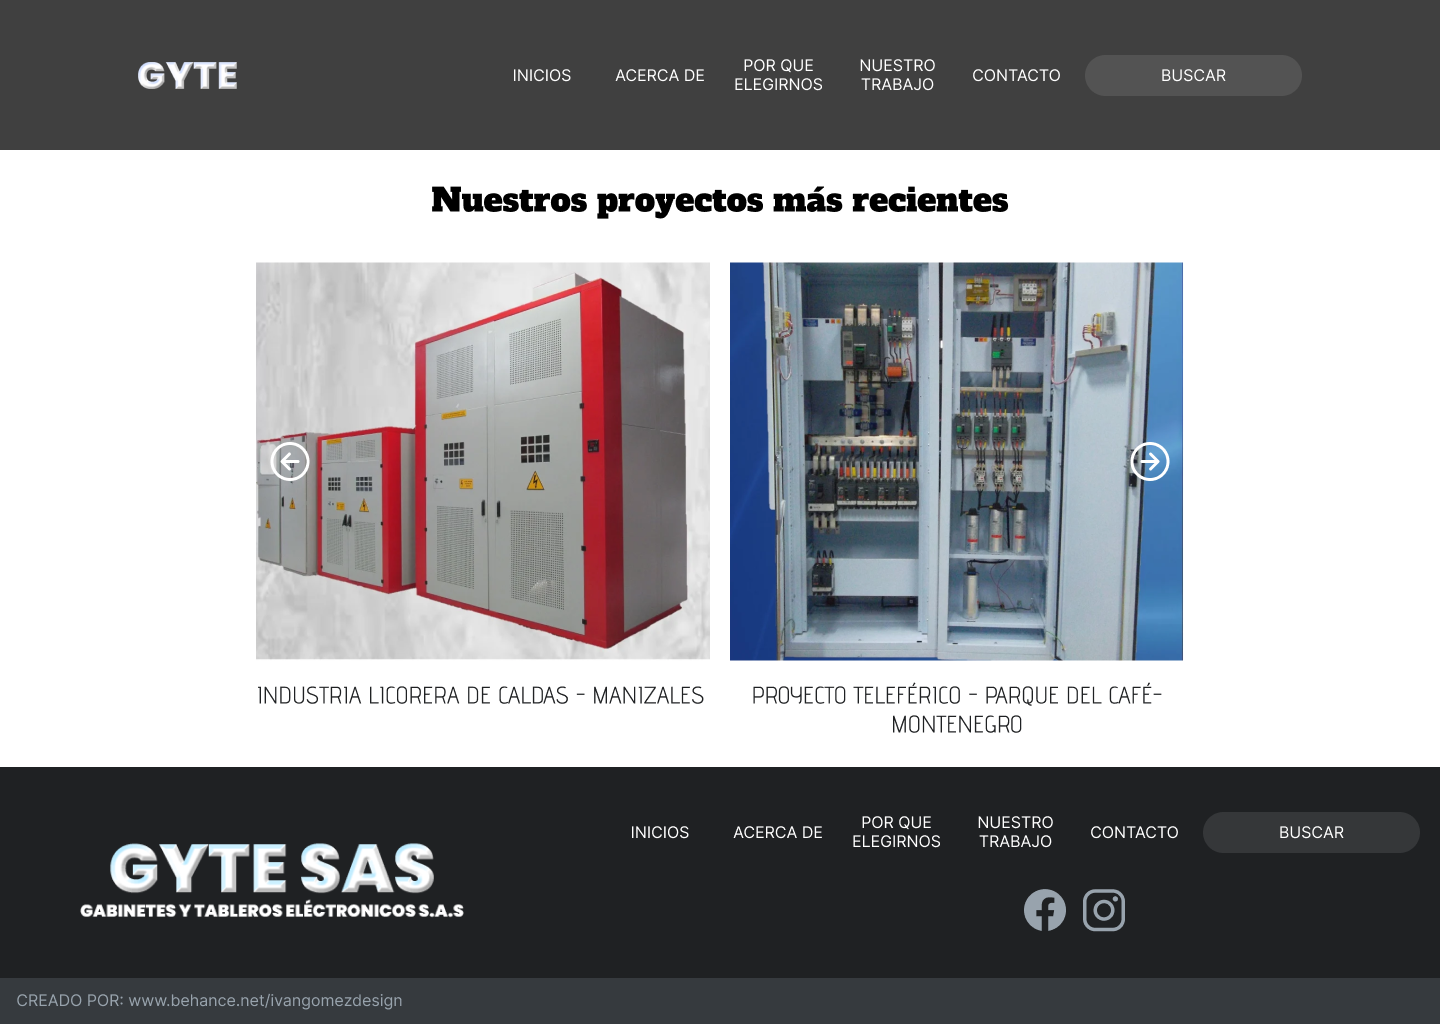 GYTE
INICIOS
ACERCA DE
POR QUE
ELEGIRNOS
NUESTRO
TRABAJO
CONTACTO
BUSCAR
Nuestros proyectos más recientes
INDUSTRIA LICORERA DE CALDAS - MANIZALES
PROYECTO TELEFÉRICO - PARQUE DEL CAFÉ-
MONTENEGRO
GYTE SAS
GABINETES Y TABLEROS ELÉCTRONICOS S.A.S
INICIOS
ACERCA DE
POR QUE
ELEGIRNOS
NUESTRO
TRABAJO
CONTACTO
BUSCAR
CREADO POR: www.behance.net/ivangomezdesign